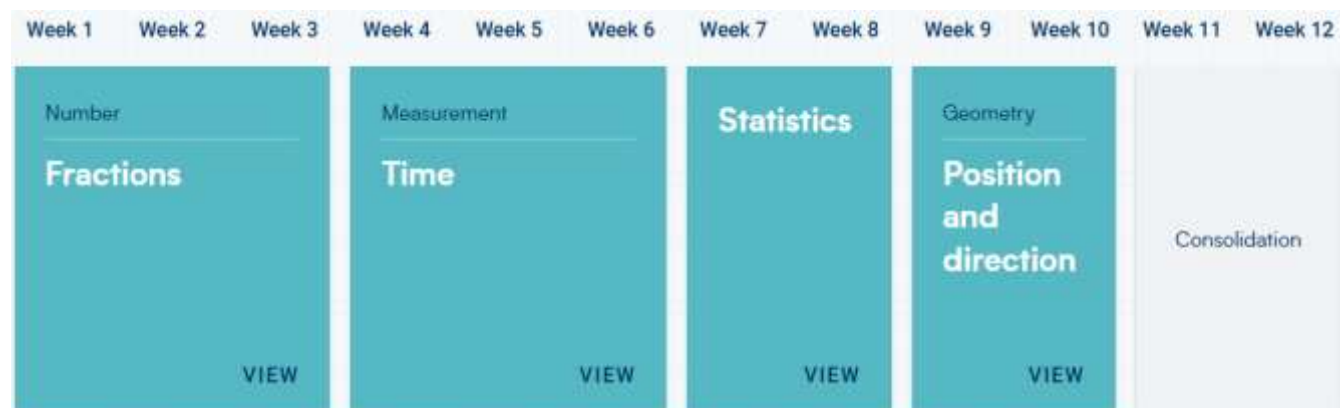 Week 1 Week 2 Week 3 Week 4 Week 5 Week 6 Week 7 Week 8 Week 9 Week 10 Week 11 Week 12
Number
Fractions
VIEW
Measurement
Time
VIEW
Statistics
VIEW
Geometry
Position
and
direction
VIEW
Consolidation